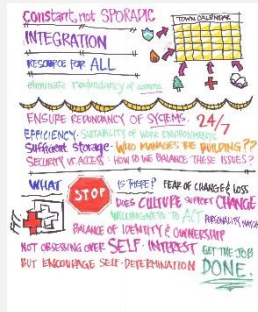 constant, not SPORADIC
TOWN CALENDAR
INTEGRATION
RESOURCE FOR ALL
eliminate redundancy of comms
ENSURE REDUNDANCY OF SYSTEMS. 24/7
EFFICIENCY. SUITABILITY OF WORK ENVIRONMENTS
sufficient storage. WHO MANAGES THE BUILDING??
SECURITY VS ACCESS. HOW DO WE BALANCE THESE ISSUES?
WHAT STOP IS THERE? FEAR OF CHANGE & LOSS
DOES CULTURE SUPPORT CHANGE
WILLINGNESS TO ACT PERSONALITY
BALANCE OF IDENTITY & OWNERSHIP
NOT OBSESSING OVER SELF-INTEREST GET THE JOB
BUT ENCOURAGE SELF-DETERMINATION DONE.